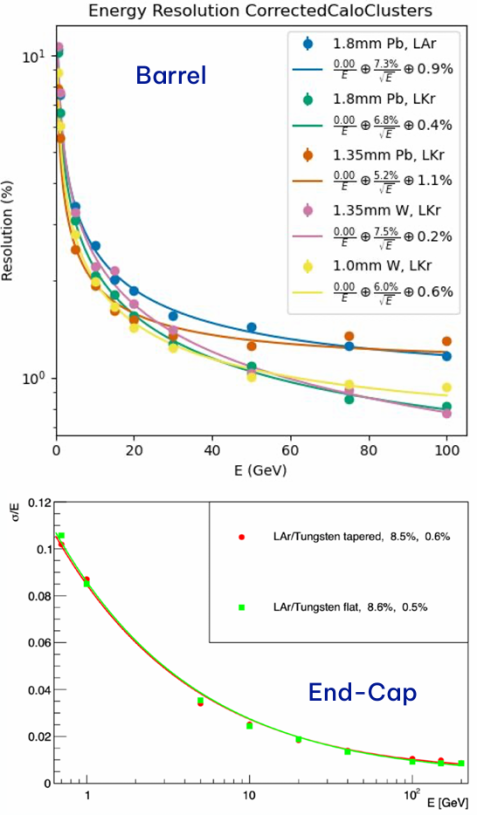 Energy Resolution CorrectedCaloClusters
Barrel
1.8mm Pb, LAr
0.00/E ⊕ 7.3%/√E ⊕ 0.9%
1.8mm Pb, LKr
0.00/E ⊕ 6.8%/√E ⊕ 0.4%
1.35mm Pb, LKr
0.00/E ⊕ 5.2%/√E ⊕ 1.1%
1.35mm W, LKr
0.00/E ⊕ 7.5%/√E ⊕ 0.2%
1.0mm W, LKr
0.00/E ⊕ 6.0%/√E ⊕ 0.6%
Resolution (%)
10¹
10⁰
0 20 40 60 80 100
E (GeV)
σ/E
0.12
0.1
0.08
0.06
0.04
0.02
0
LAr/Tungsten tapered, 8.5%, 0.6%
LAr/Tungsten flat, 8.6%, 0.5%
End-Cap
1 10 10²
E [GeV]